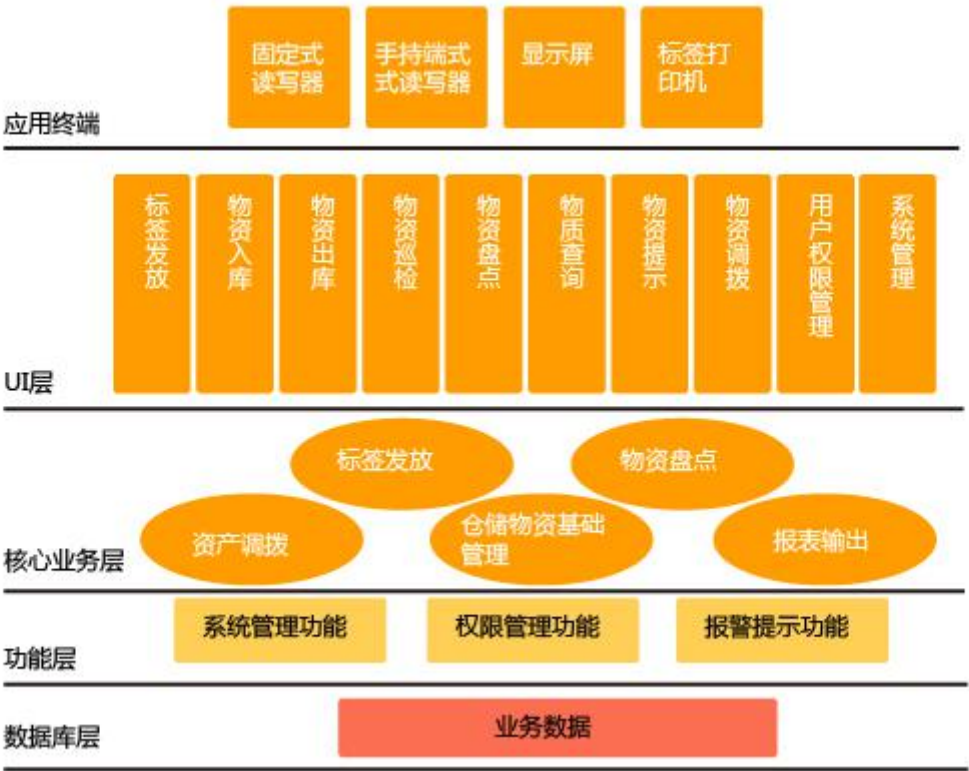 固定式
读写器
手持端式
式读写器
显示屏
标签打
印机
应用终端
标签发放
物资入库
物资出库
物资巡检
物资盘点
物质查询
物资提示
物资调拨
用户权限管理
系统管理
UI层
标签发放
物资盘点
资产调拨
仓储物资基础
管理
报表输出
核心业务层
系统管理功能
权限管理功能
报警提示功能
功能层
业务数据
数据库层